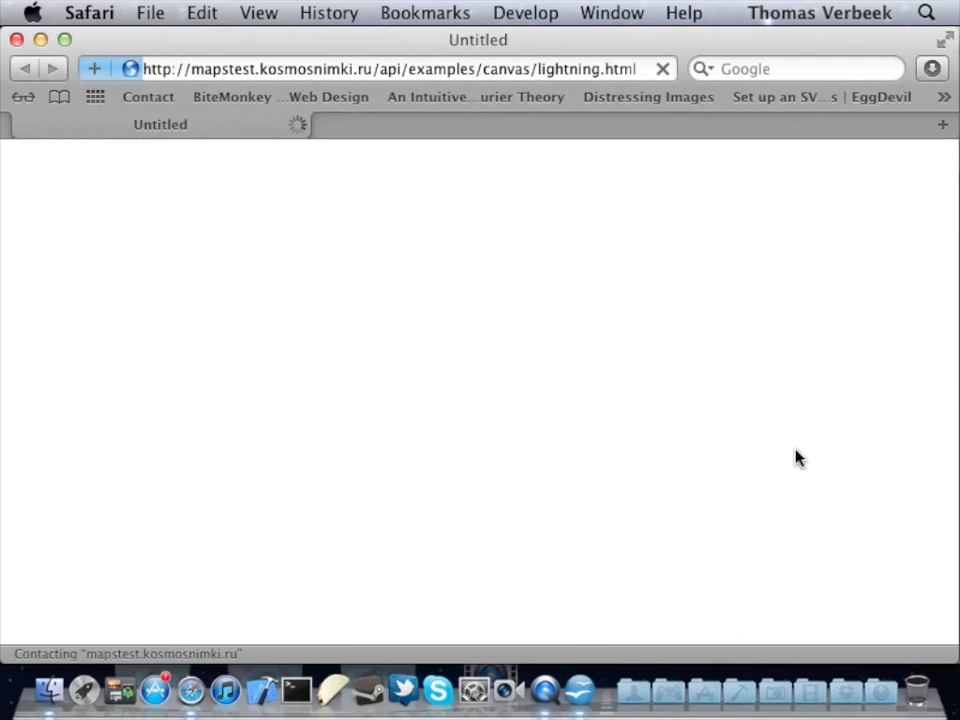 Safari File Edit View History Bookmarks Develop Window Help Thomas Verbeek
Untitled
http://mapstest.kosmosnimki.ru/api/examples/canvas/lightning.html Google
Contact BiteMonkey ...Web Design An Intuitive...urier Theory Distressing Images Set up an SV...s | EggDevil
Untitled
Contacting “mapstest.kosmosnimki.ru”